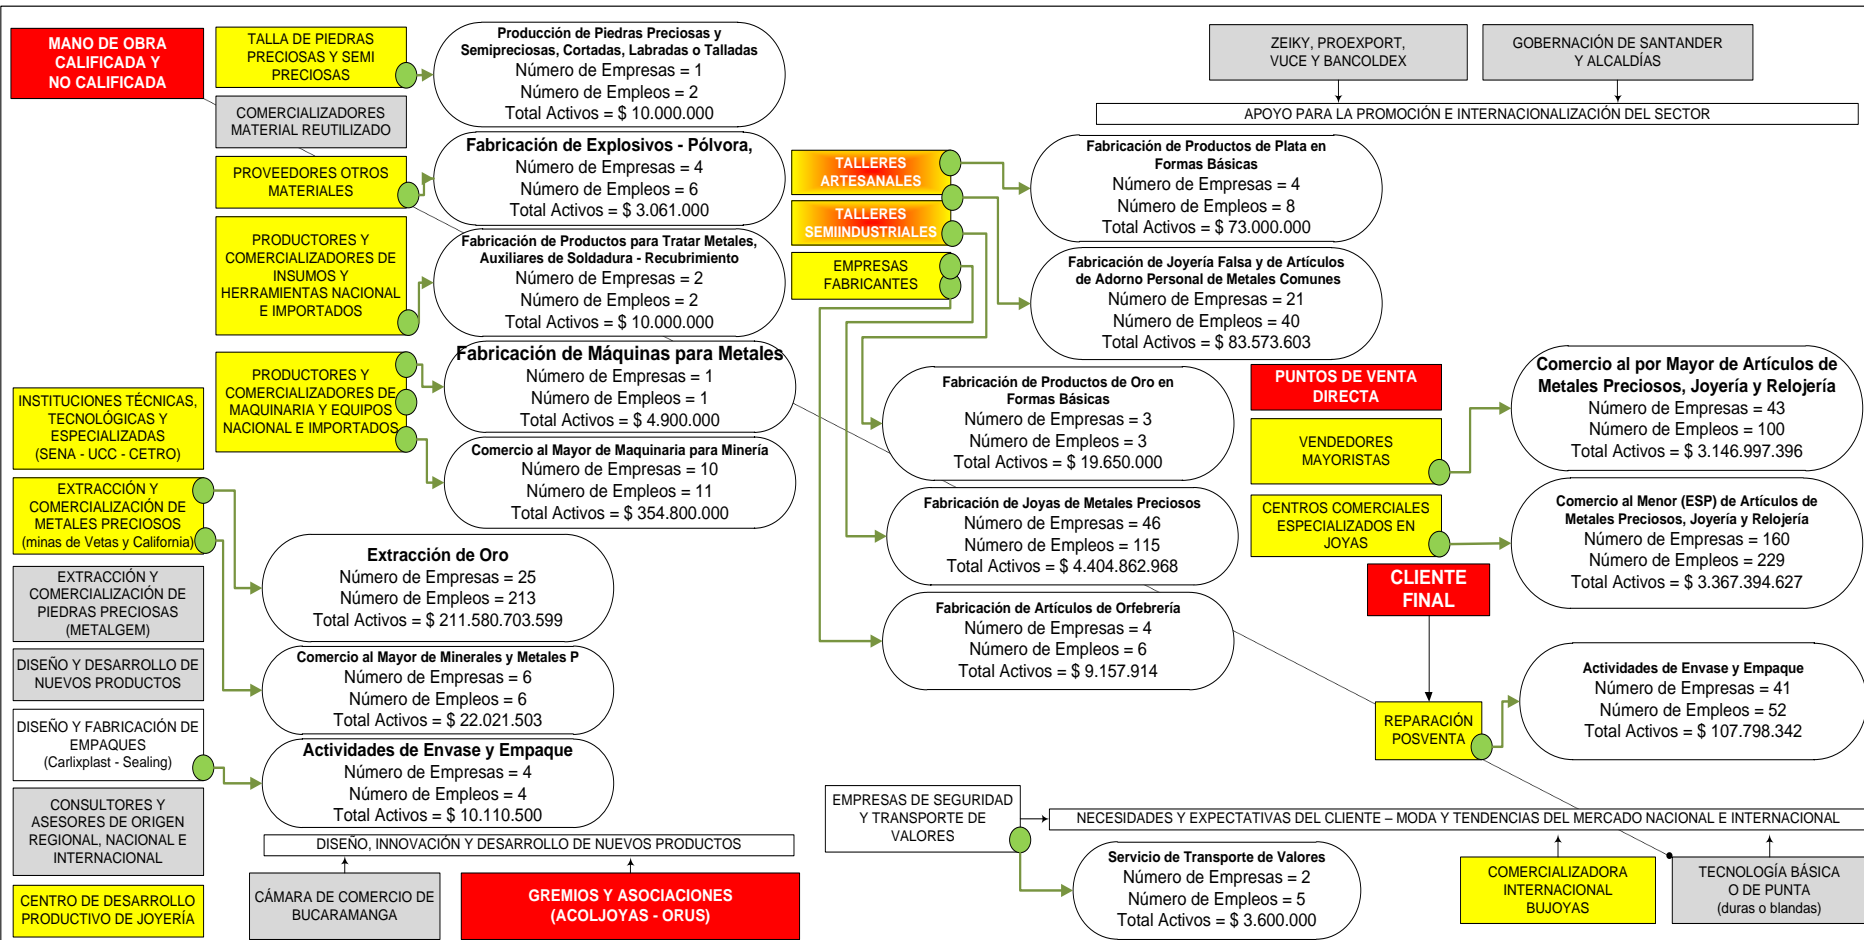 MANO DE OBRA
CALIFICADA Y
NO CALIFICADA
TALLA DE PIEDRAS
PRECIOSAS Y SEMI
PRECIOSAS
Producción de Piedras Preciosas y
Semipreciosas, Cortadas, Labradas o Talladas
Número de Empresas = 1
Número de Empleos = 2
Total Activos = $ 10.000.000
COMERCIALIZADORES
MATERIAL REUTILIZADO
PROVEEDORES OTROS
MATERIALES
Fabricación de Explosivos - Pólvora,
Número de Empresas = 4
Número de Empleos = 6
Total Activos = $ 3.061.000
PRODUCTORES Y
COMERCIALIZADORES DE
INSUMOS Y
HERRAMIENTAS NACIONAL
E IMPORTADOS
Fabricación de Productos para Tratar Metales,
Auxiliares de Soldadura - Recubrimiento
Número de Empresas = 2
Número de Empleos = 2
Total Activos = $ 10.000.000
PRODUCTORES Y
COMERCIALIZADORES DE
MAQUINARIA Y EQUIPOS
NACIONAL E IMPORTADOS
Fabricación de Máquinas para Metales
Número de Empresas = 1
Número de Empleos = 1
Total Activos = $ 4.900.000
Comercio al Mayor de Maquinaria para Minería
Número de Empresas = 10
Número de Empleos = 11
Total Activos = $ 354.800.000
INSTITUCIONES TÉCNICAS,
TECNOLÓGICAS Y
ESPECIALIZADAS
(SENA - UCC - CETRO)
EXTRACCIÓN Y
COMERCIALIZACIÓN DE
METALES PRECIOSOS
(minas de Vetas y California)
Extracción de Oro
Número de Empresas = 25
Número de Empleos = 213
Total Activos = $ 211.580.703.599
EXTRACCIÓN Y
COMERCIALIZACIÓN DE
PIEDRAS PRECIOSAS
(METALGEM)
DISEÑO Y DESARROLLO DE
NUEVOS PRODUCTOS
Comercio al Mayor de Minerales y Metales P
Número de Empresas = 6
Número de Empleos = 6
Total Activos = $ 22.021.503
DISEÑO Y FABRICACIÓN DE
EMPAQUES
(Carlixplast - Sealing)
Actividades de Envase y Empaque
Número de Empresas = 4
Número de Empleos = 4
Total Activos = $ 10.110.500
CONSULTORES Y
ASESORES DE ORIGEN
REGIONAL, NACIONAL E
INTERNACIONAL
CENTRO DE DESARROLLO
PRODUCTIVO DE JOYERÍA
DISEÑO, INNOVACIÓN Y DESARROLLO DE NUEVOS PRODUCTOS
CÁMARA DE COMERCIO DE
BUCARAMANGA
GREMIOS Y ASOCIACIONES
(ACOLJOYAS - ORUS)
ZEIKY, PROEXPORT,
VUCE Y BANCOLDEX
GOBERNACIÓN DE SANTANDER
Y ALCALDÍAS
APOYO PARA LA PROMOCIÓN E INTERNACIONALIZACIÓN DEL SECTOR
TALLERES
ARTESANALES
TALLERES
SEMIINDUSTRIALES
EMPRESAS
FABRICANTES
Fabricación de Productos de Plata en
Formas Básicas
Número de Empresas = 4
Número de Empleos = 8
Total Activos = $ 73.000.000
Fabricación de Joyería Falsa y de Artículos
de Adorno Personal de Metales Comunes
Número de Empresas = 21
Número de Empleos = 40
Total Activos = $ 83.573.603
Fabricación de Productos de Oro en
Formas Básicas
Número de Empresas = 3
Número de Empleos = 3
Total Activos = $ 19.650.000
Fabricación de Joyas de Metales Preciosos
Número de Empresas = 46
Número de Empleos = 115
Total Activos = $ 4.404.862.968
Fabricación de Artículos de Orfebrería
Número de Empresas = 4
Número de Empleos = 6
Total Activos = $ 9.157.914
PUNTOS DE VENTA
DIRECTA
VENDEDORES
MAYORISTAS
Comercio al por Mayor de Artículos de
Metales Preciosos, Joyería y Relojería
Número de Empresas = 43
Número de Empleos = 100
Total Activos = $ 3.146.997.396
CENTROS COMERCIALES
ESPECIALIZADOS EN
JOYAS
Comercio al Menor (ESP) de Artículos de
Metales Preciosos, Joyería y Relojería
Número de Empresas = 160
Número de Empleos = 229
Total Activos = $ 3.367.394.627
CLIENTE
FINAL
REPARACIÓN
POSVENTA
Actividades de Envase y Empaque
Número de Empresas = 41
Número de Empleos = 52
Total Activos = $ 107.798.342
EMPRESAS DE SEGURIDAD
Y TRANSPORTE DE
VALORES
NECESIDADES Y EXPECTATIVAS DEL CLIENTE – MODA Y TENDENCIAS DEL MERCADO NACIONAL E INTERNACIONAL
Servicio de Transporte de Valores
Número de Empresas = 2
Número de Empleos = 5
Total Activos = $ 3.600.000
COMERCIALIZADORA
INTERNACIONAL
BUJOYAS
TECNOLOGÍA BÁSICA
O DE PUNTA
(duras o blandas)